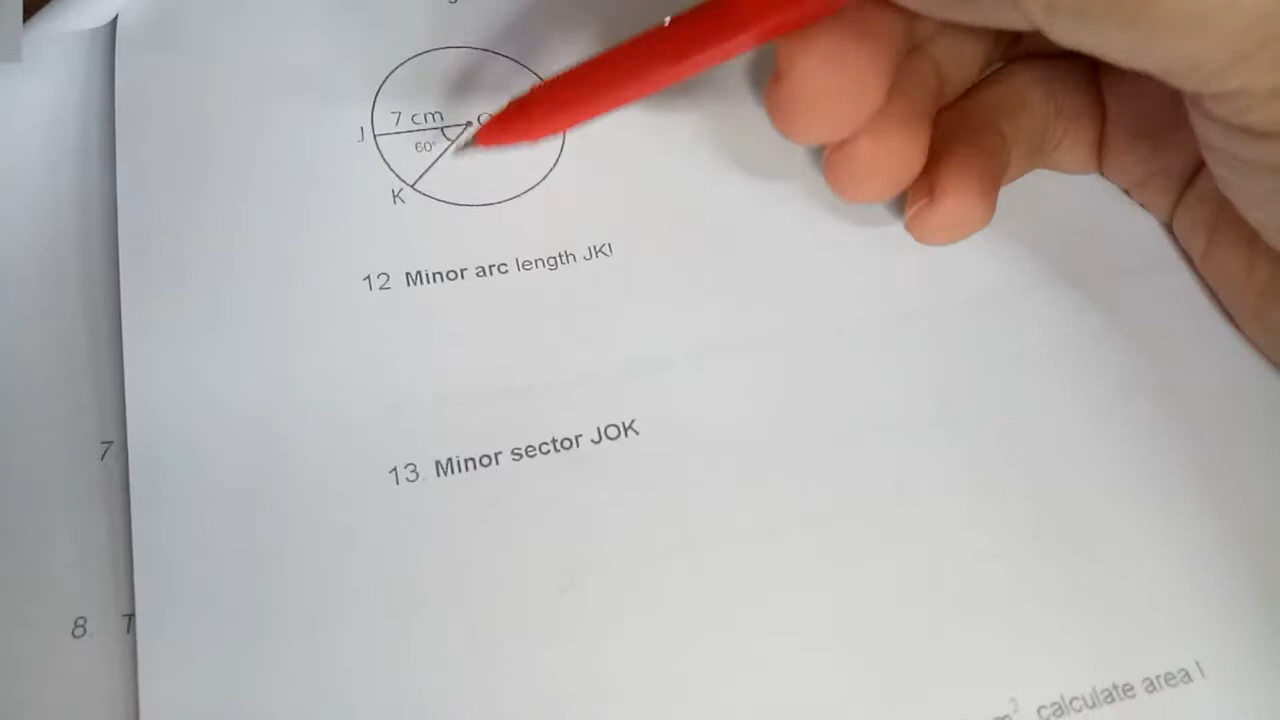 7 cm
J
60°
K
12 Minor arc length JK!
13. Minor sector JOK
7
8.
calculate area